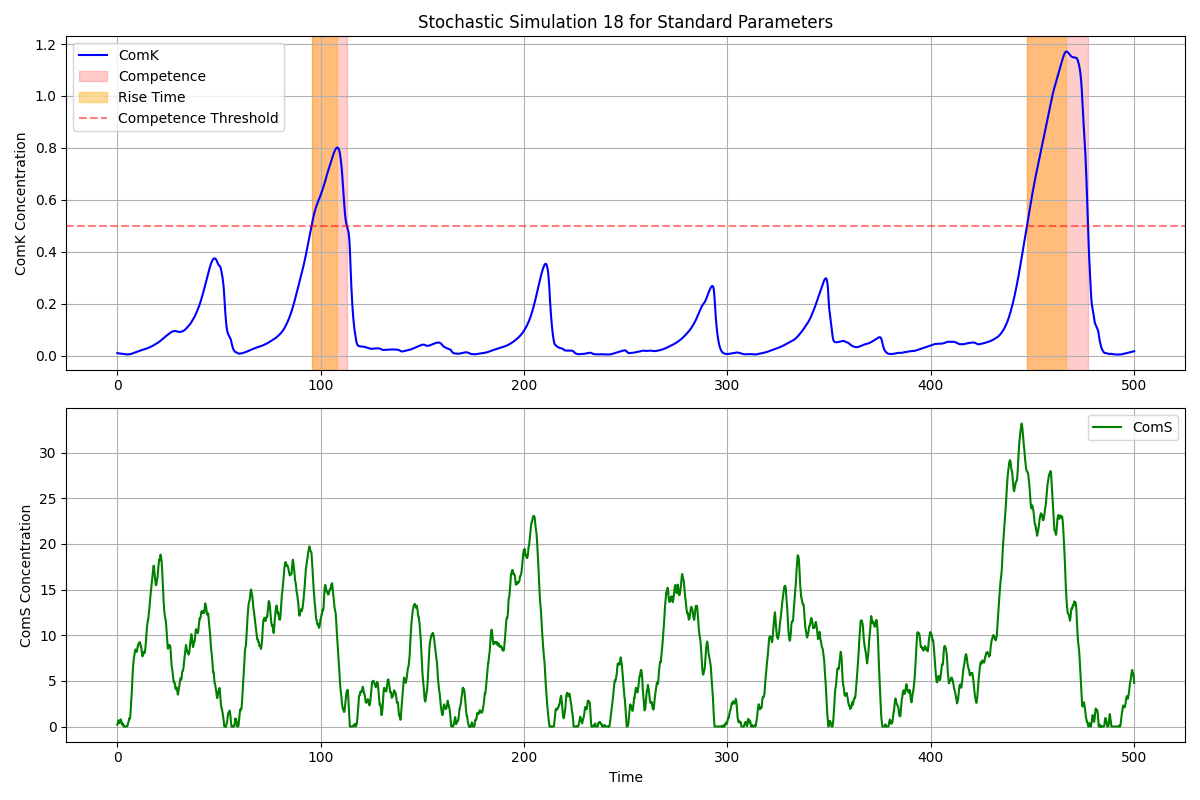 Stochastic Simulation 18 for Standard Parameters
1.2
1.0
0.8
0.6
0.4
0.2
0.0
ComK Concentration
ComK
Competence
Rise Time
Competence Threshold
0 100 200 300 400 500
30
25
20
15
10
5
0
ComS Concentration
ComS
0 100 200 300 400 500
Time